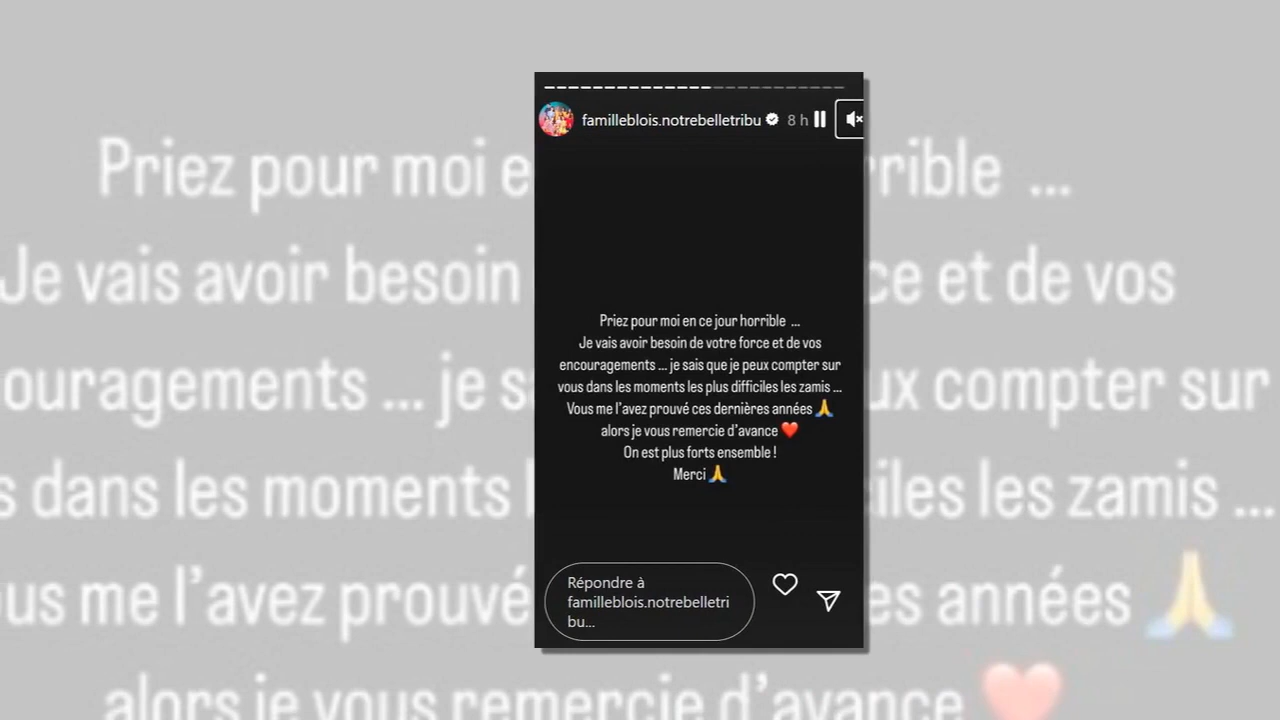 familleblois.notrebelletribu 8 h
Priez pour moi en ce jour horrible ...
Je vais avoir besoin de votre force et de vos
encouragements ... je sais que je peux compter sur
vous dans les moments les plus difficiles les zamis ...
Vous me l’avez prouvé ces dernières années 🙏
alors je vous remercie d’avance ❤️
On est plus forts ensemble !
Merci 🙏
Répondre à
familleblois.notrebelletri
bu...
Priez pour moi e
rrible ...
Je vais avoir besoin
ce et de vos
ouragements ... je s
ux compter sur
s dans les moments
iles les zamis ...
us me l’avez prouvé
es années 🙏
alors je vous remercie d’avance ❤️